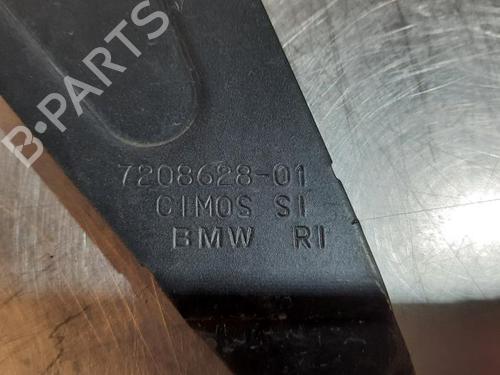 B-PARTS
7208628-01
CIMOS SI
BMW RI